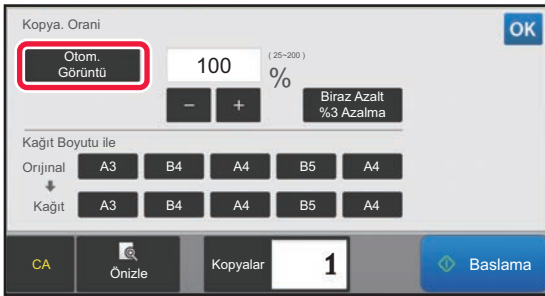 Kopya. Orani
OK
Otom.
Görüntü
100
( 25~200 )
%
−
+
Biraz Azalt
%3 Azalma
Kağıt Boyutu ile
Orıjınal
A3 B4 A4 B5 A4
Kağıt
A3 B4 A4 B5 A4
CA
Önizle
Kopyalar
1
Baslama